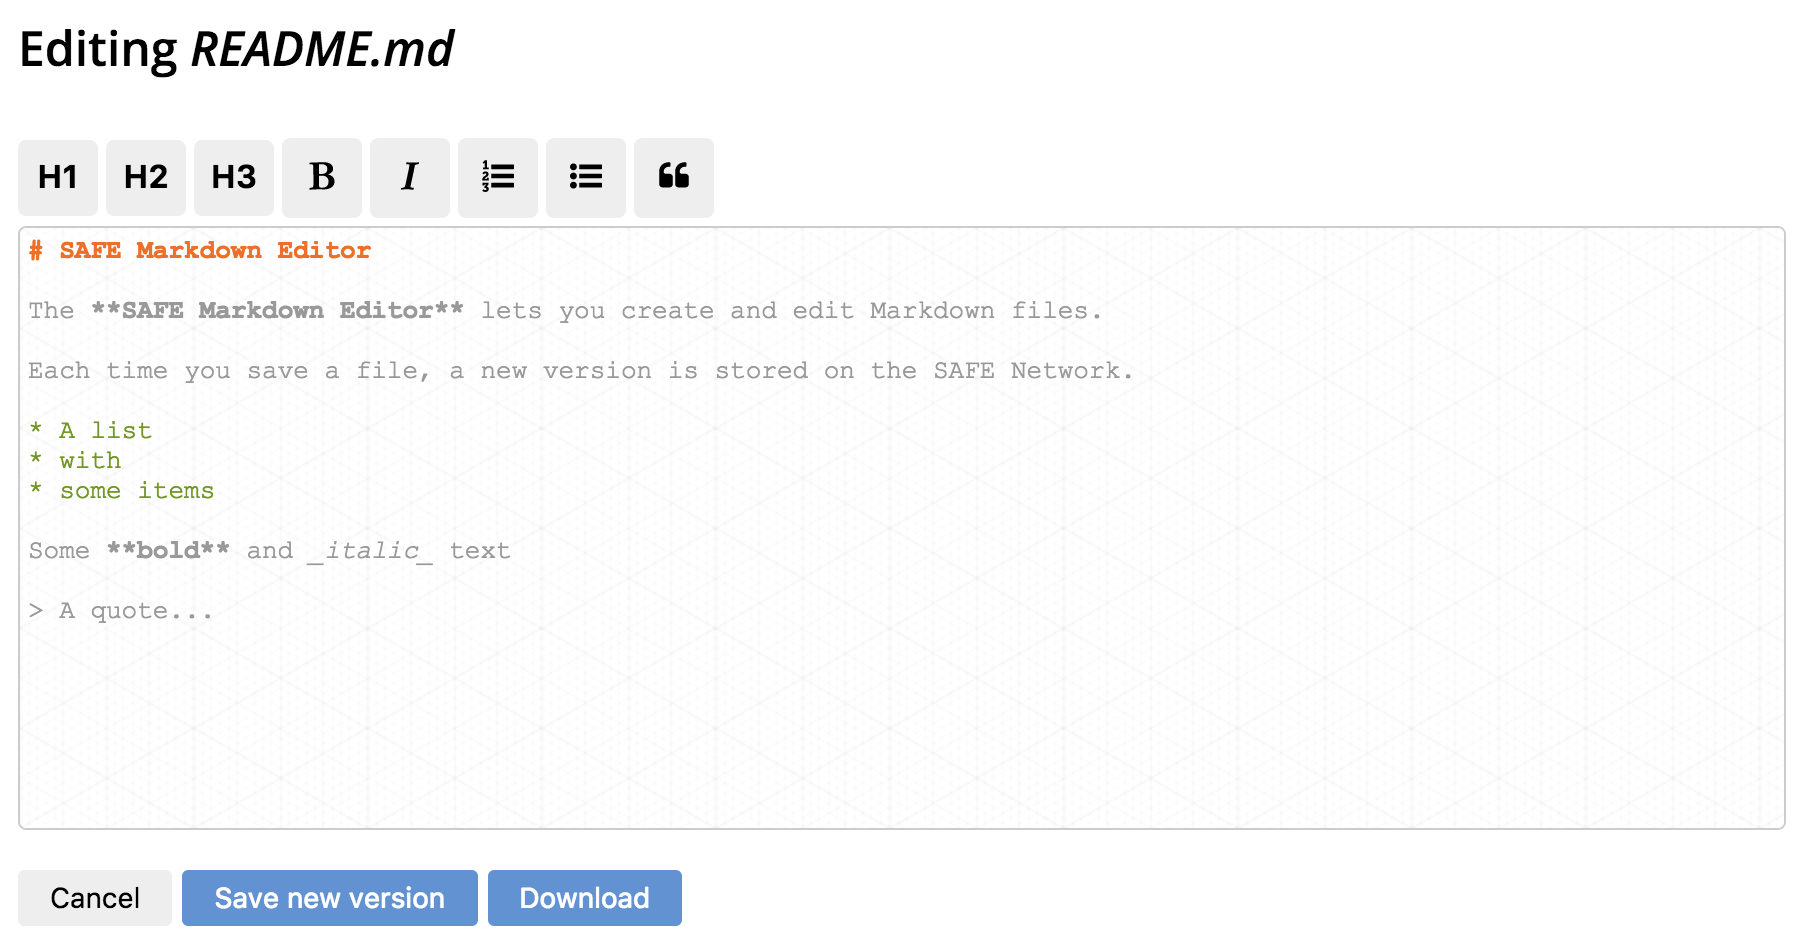 Editing README.md
H1 H2 H3 B I
# SAFE Markdown Editor
The **SAFE Markdown Editor** lets you create and edit Markdown files.
Each time you save a file, a new version is stored on the SAFE Network.
* A list
* with
* some items
Some **bold** and _italic_ text
> A quote...
Cancel Save new version Download